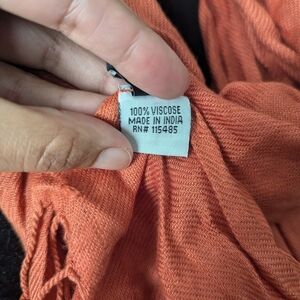 100% VISCOSE
MADE IN INDIA
RN# 115485